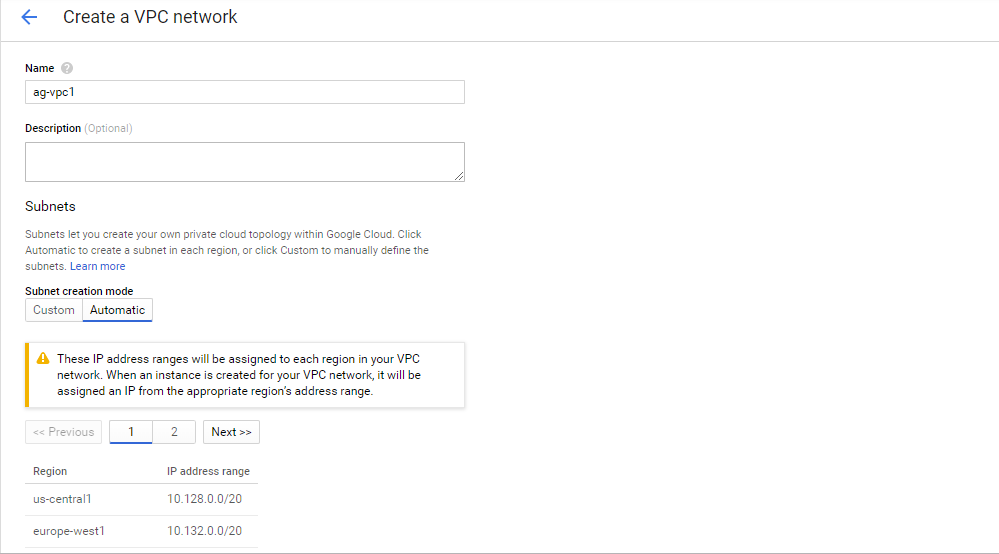 Create a VPC network
Name ?
ag-vpc1
Description (Optional)
Subnets
Subnets let you create your own private cloud topology within Google Cloud. Click
Automatic to create a subnet in each region, or click Custom to manually define the
subnets. Learn more
Subnet creation mode
Custom Automatic
These IP address ranges will be assigned to each region in your VPC
network. When an instance is created for your VPC network, it will be
assigned an IP from the appropriate region's address range.
<< Previous 1 2 Next >>
Region IP address range
us-central1 10.128.0.0/20
europe-west1 10.132.0.0/20